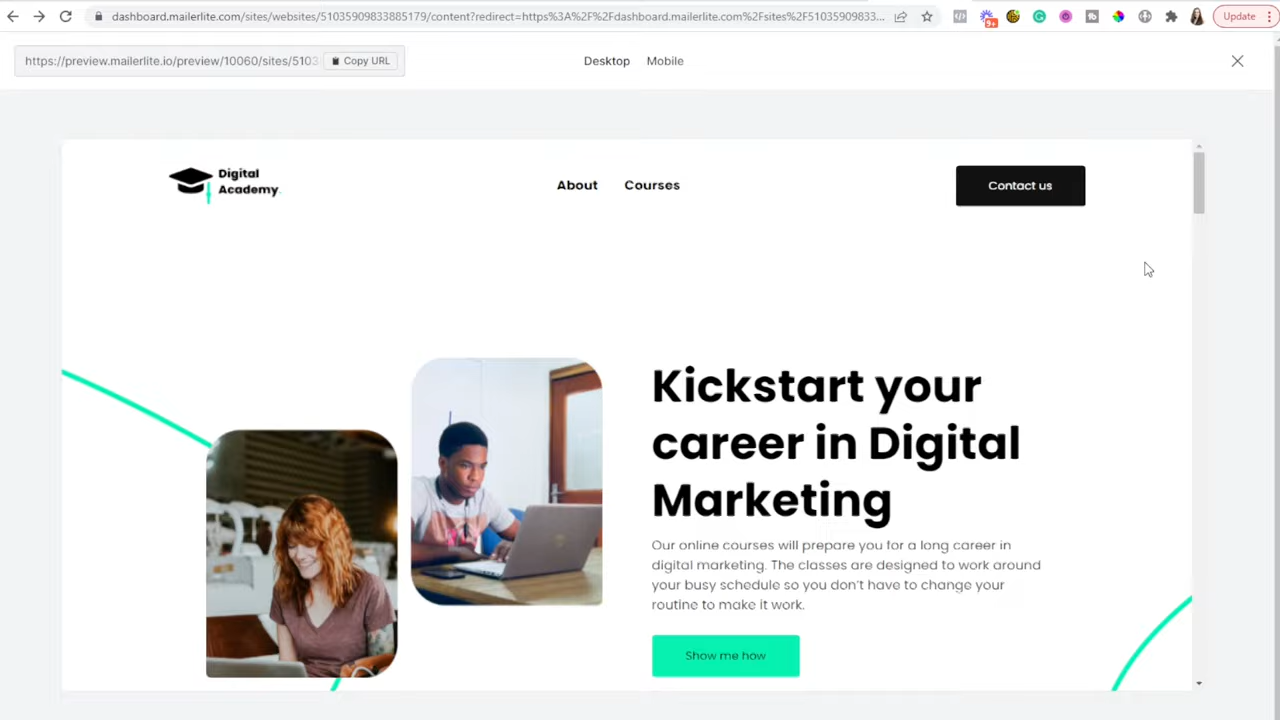 dashboard.mailerlite.com/sites/websites/51035909833885179/content?redirect=https%3A%2F%2Fdashboard.mailerlite.com%2Fsites%2F5103590983...
Update
9+
https://preview.mailerlite.io/preview/10060/sites/5103
Copy URL
Desktop
Mobile
Digital
Academy.
About
Courses
Contact us
Kickstart your
career in Digital
Marketing
Our online courses will prepare you for a long career in
digital marketing. The classes are designed to work around
your busy schedule so you don't have to change your
routine to make it work.
Show me how